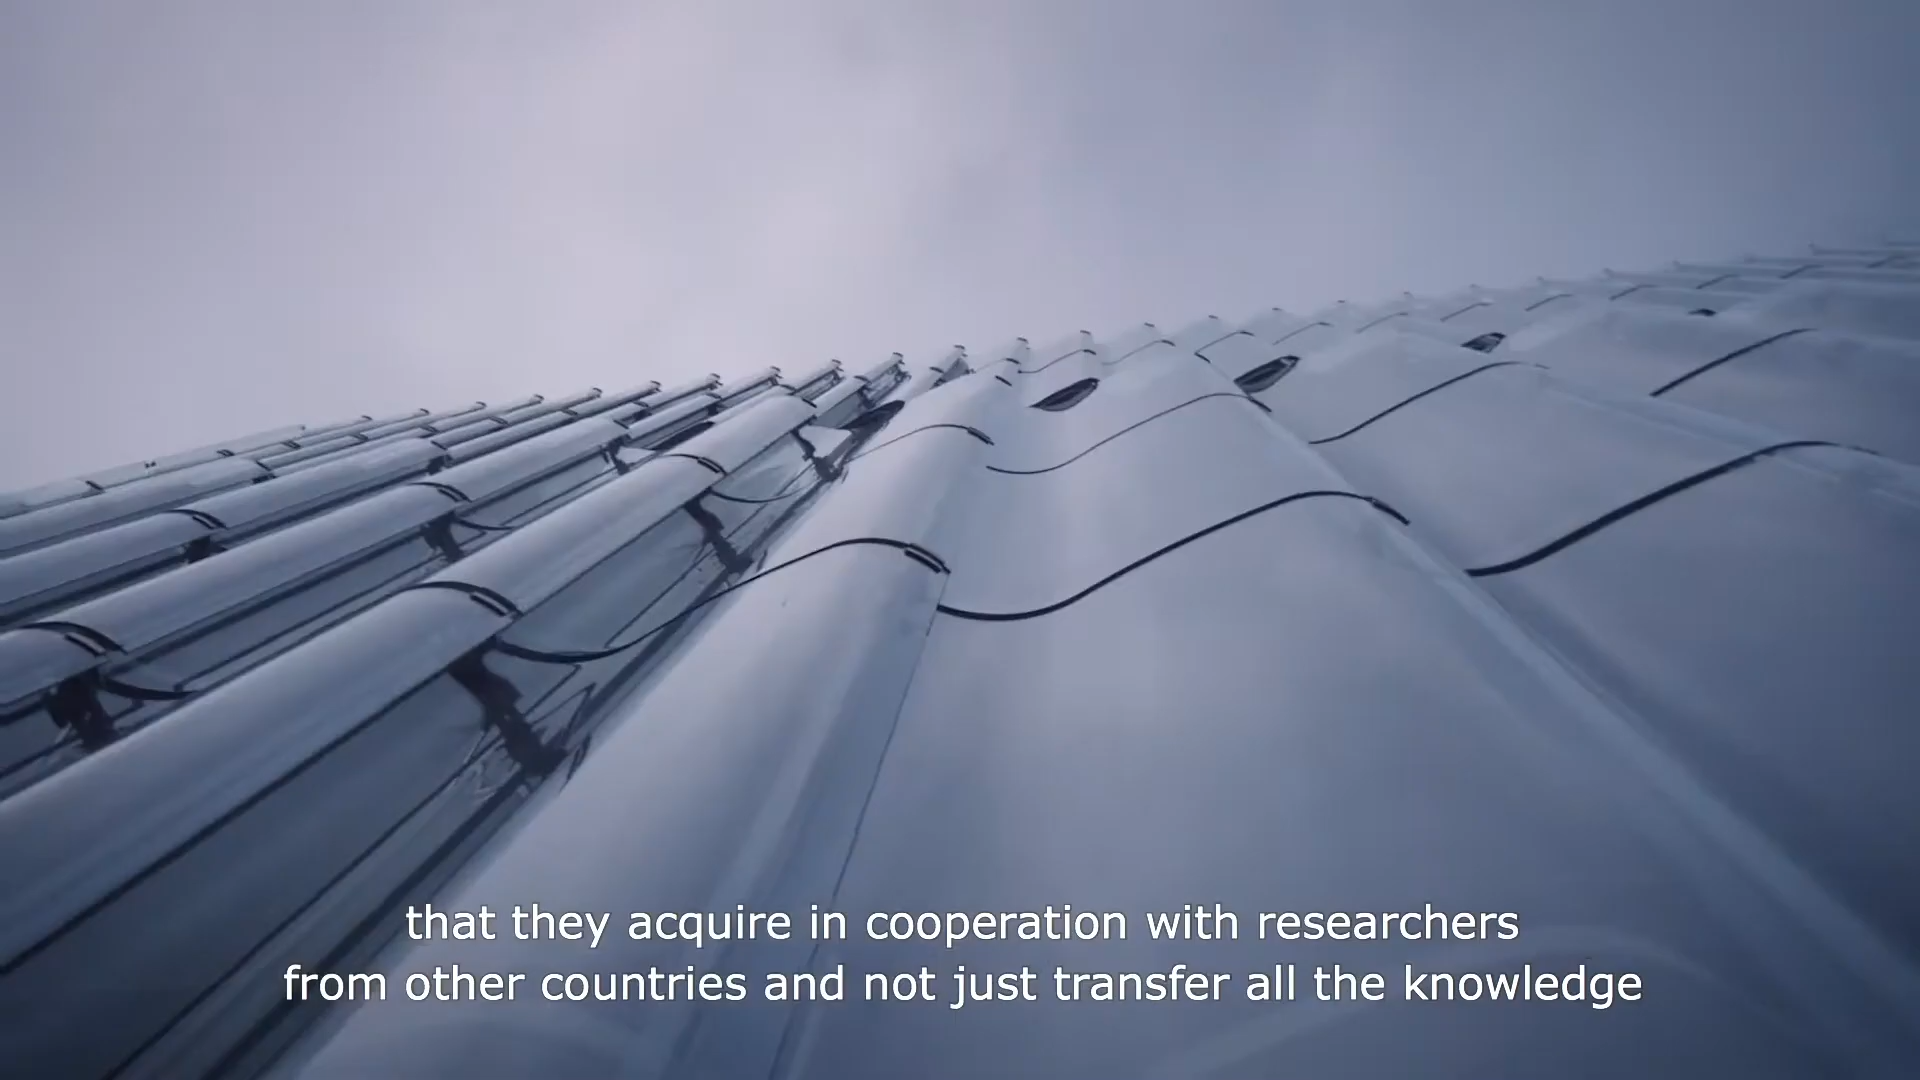 that they acquire in cooperation with researchers
from other countries and not just transfer all the knowledge